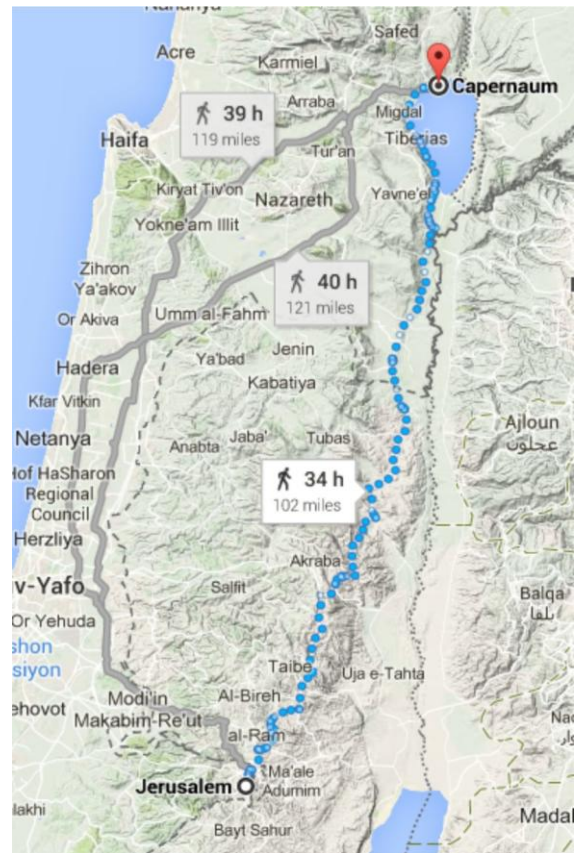 Nahariya
Safed
Acre
Karmiel
Capernaum
39 h
119 miles
Arraba
Migdal
Haifa
Tiberias
Tur'an
Kiryat Tiv'on
Nazareth
Yavne'el
Yokne'am Illit
Zihron
Ya'akov
40 h
121 miles
Or Akiva
Umm al-Fahm
Ya'bad
Jenin
Hadera
Kabatiya
Kfar Vitkin
Ajloun
عجلون
Netanya
Anabta
Jaba'
Tubas
Hof HaSharon
Regional
Council
34 h
102 miles
Herzliya
Akraba
v-Yafo
Salfit
Balqa
بلقا
Or Yehuda
shon
siyon
Taibe
Uja e-Tahta
ehovot
Modi'in
Makabim-Re'ut
Al-Bireh
al-Ram
Jerusalem
Ma'ale
Adumim
alakhi
Madal
Bayt Sahur